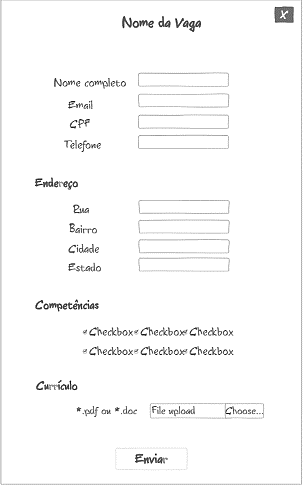 X
Nome da Vaga
Nome completo
Email
CPF
Telefone
Endereço
Rua
Bairro
Cidade
Estado
Competências
Checkbox Checkbox Checkbox
Checkbox Checkbox Checkbox
Currículo
*.pdf ou *.doc File upload Choose...
Enviar